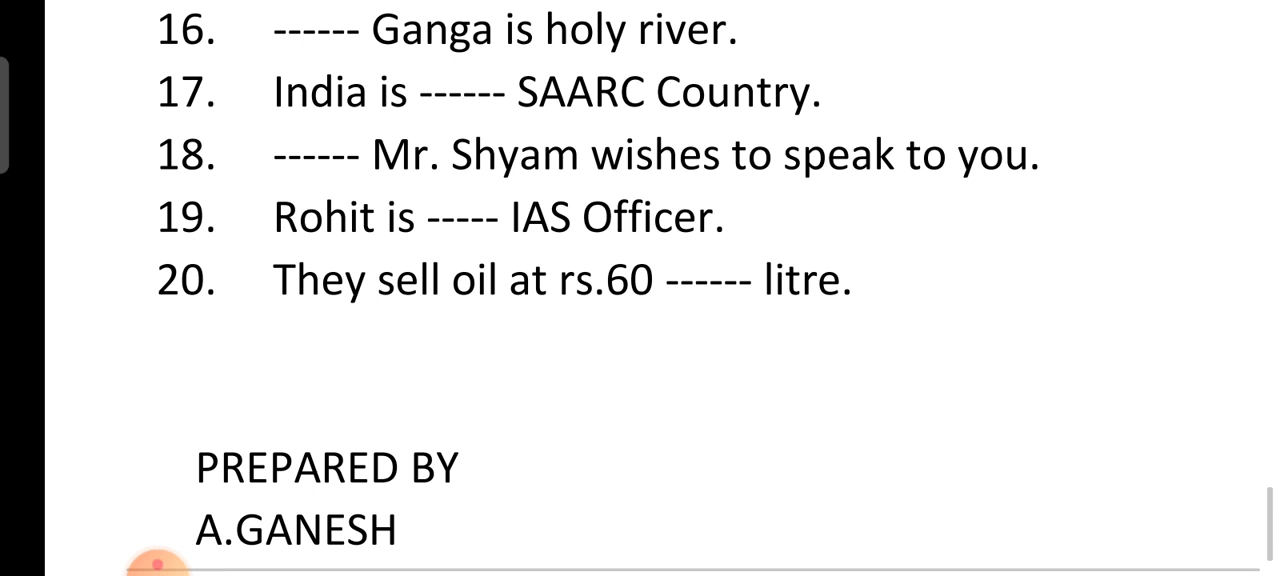 16. ------ Ganga is holy river.
17. India is ------ SAARC Country.
18. ------ Mr. Shyam wishes to speak to you.
19. Rohit is ----- IAS Officer.
20. They sell oil at rs.60 ------ litre.
PREPARED BY
A.GANESH